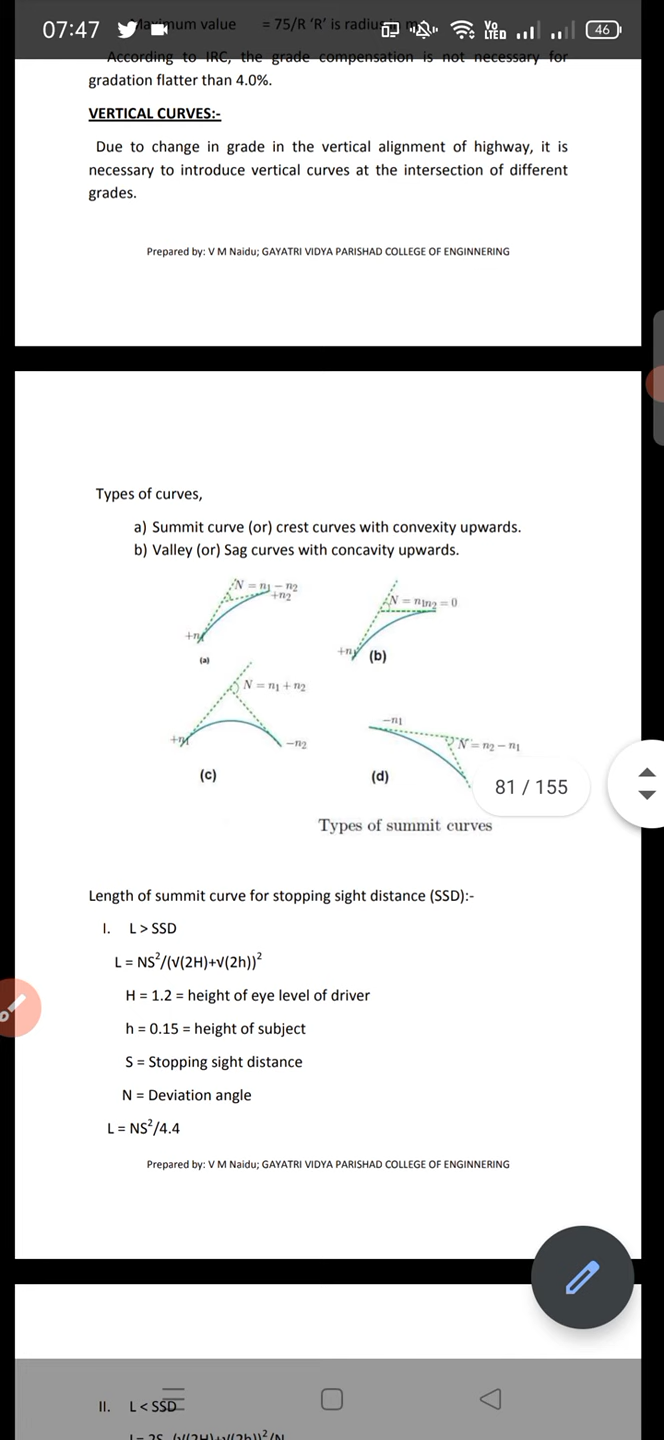 07:47
Vo
LTED
46
Maximum value = 75/R ‘R’ is radius
According to IRC, the grade compensation is not necessary for
gradation flatter than 4.0%.
VERTICAL CURVES:-
Due to change in grade in the vertical alignment of highway, it is
necessary to introduce vertical curves at the intersection of different
grades.
Prepared by: V M Naidu; GAYATRI VIDYA PARISHAD COLLEGE OF ENGINNERING
Types of curves,
a) Summit curve (or) crest curves with convexity upwards.
b) Valley (or) Sag curves with concavity upwards.
N = n1 − n2
+n2
+n1
(a)
N = n1n2 = 0
+n1
(b)
N = n1 + n2
+n1
−n2
(c)
−n1
N = n2 − n1
(d)
81 / 155
Types of summit curves
Length of summit curve for stopping sight distance (SSD):-
I. L > SSD
L = NS²/(√(2H)+√(2h))²
H = 1.2 = height of eye level of driver
h = 0.15 = height of subject
S = Stopping sight distance
N = Deviation angle
L = NS²/4.4
Prepared by: V M Naidu; GAYATRI VIDYA PARISHAD COLLEGE OF ENGINNERING
II. L < SSD